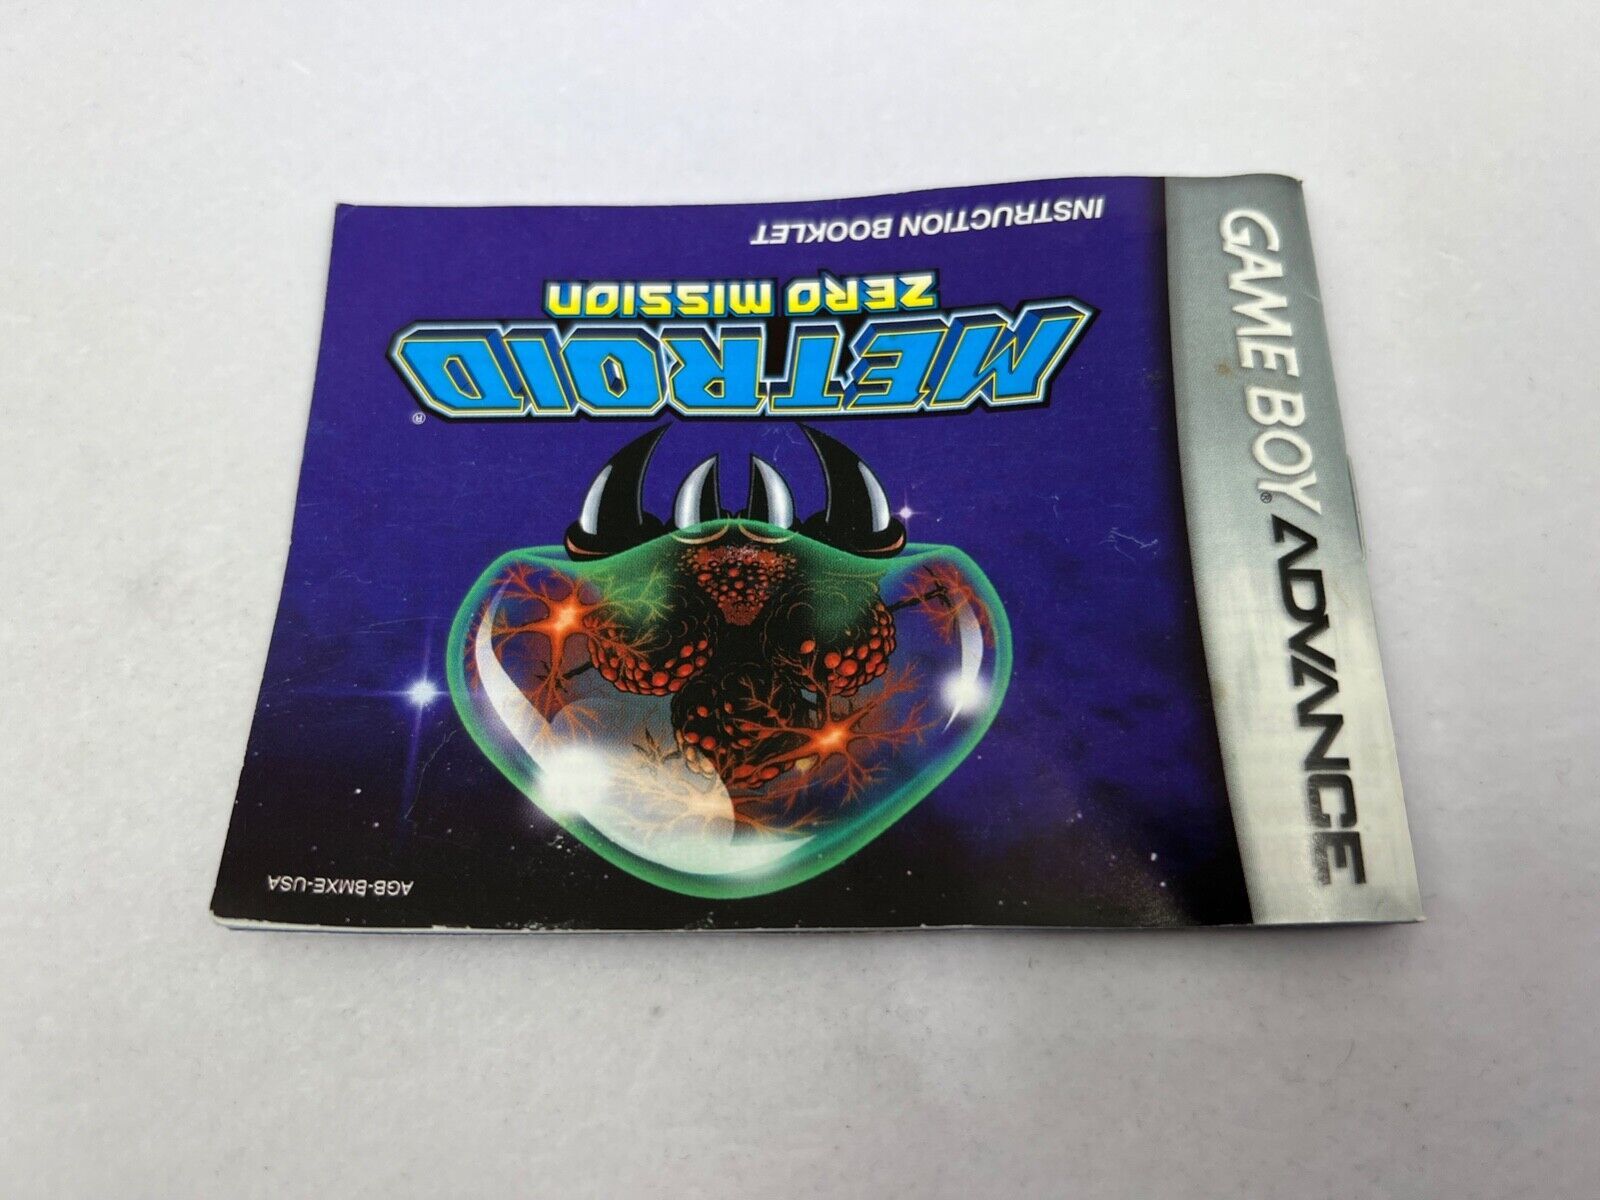 GAME BOY® ADVANCE
INSTRUCTION BOOKLET
METROID®
ZERO MISSION
AGB-BMXE-USA